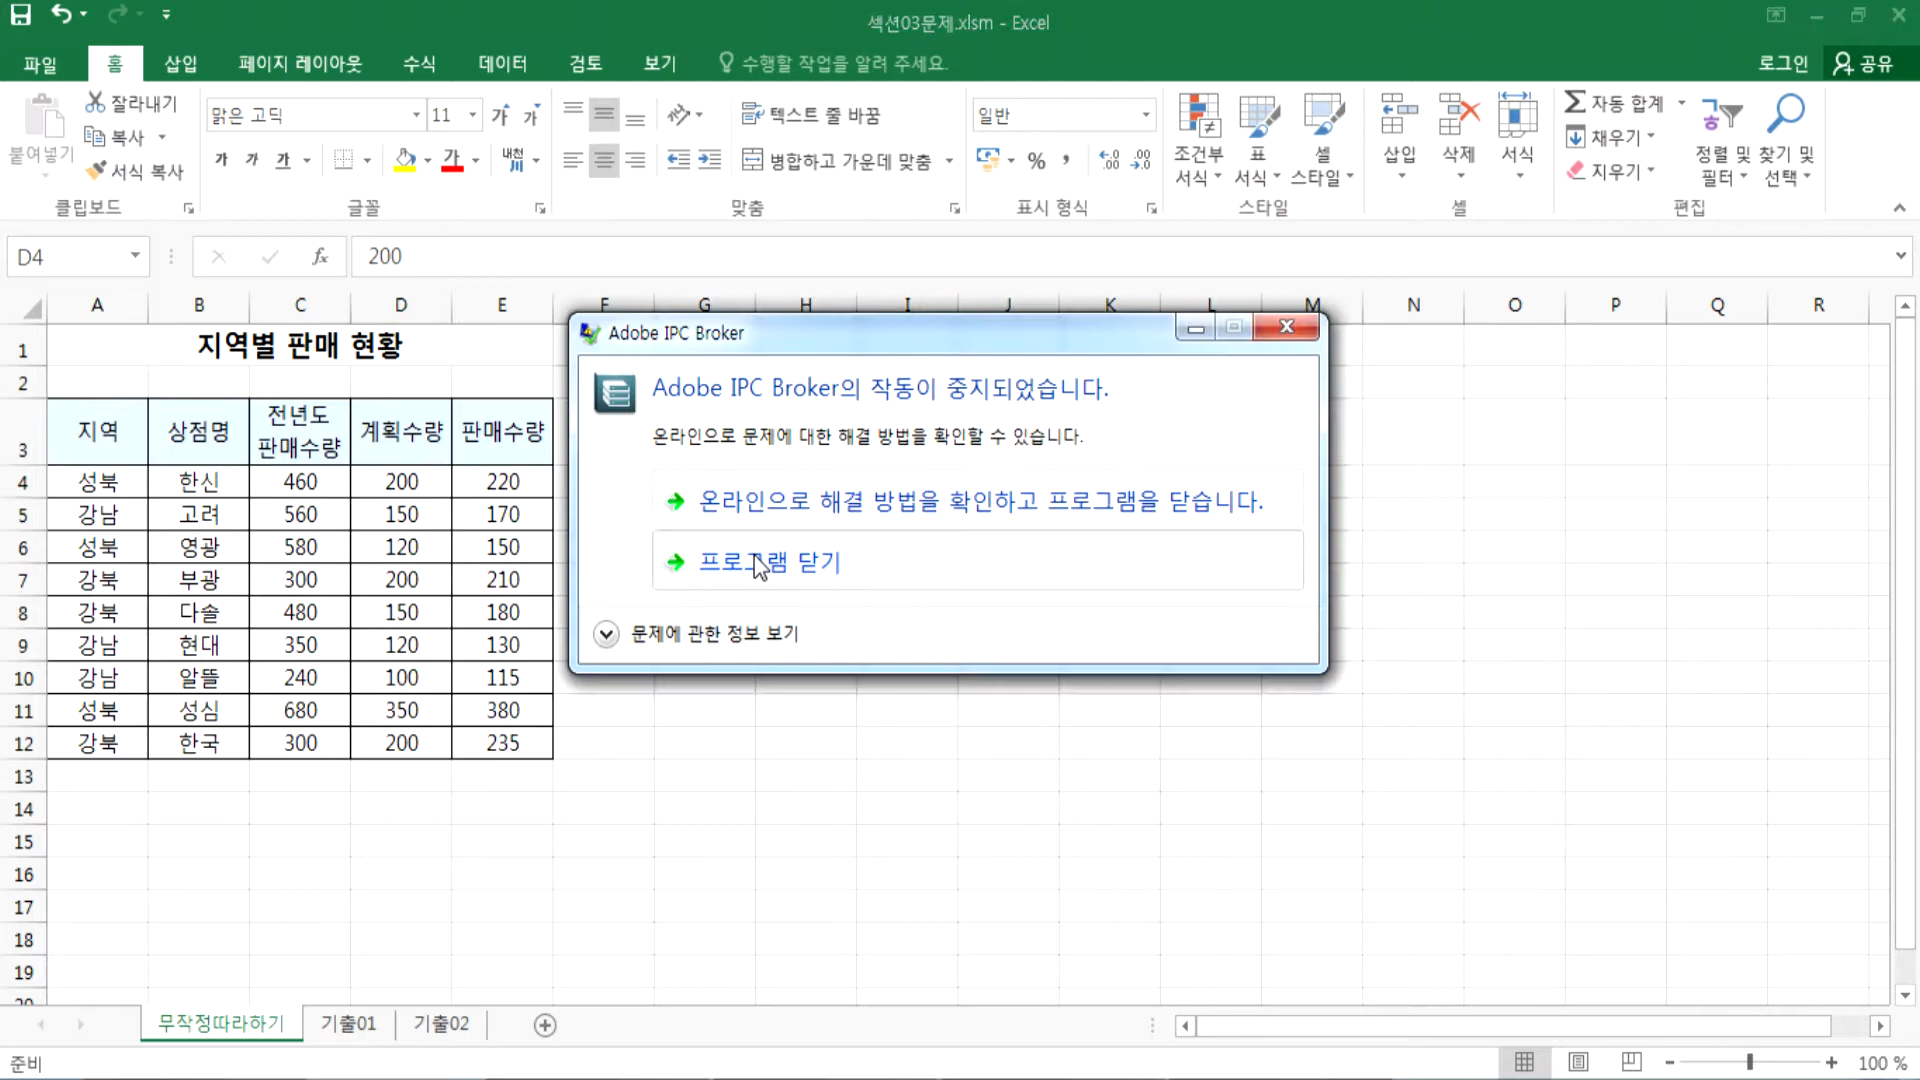 섹션03문제.xlsm - Excel
파일 홈 삽입 페이지 레이아웃 수식 데이터 검토 보기 수행할 작업을 알려 주세요. 로그인 공유
붙여넣기
잘라내기
복사
서식 복사
클립보드
맑은 고딕 11 가 가
가 가 가 가 내천 川
글꼴
텍스트 줄 바꿈
병합하고 가운데 맞춤
맞춤
일반
% , .00 .00
표시 형식
조건부 서식
표 서식
셀 스타일
스타일
삽입 삭제 서식
셀
자동 합계
채우기
지우기
정렬 및 필터
찾기 및 선택
편집
D4 fx 200
A B C D E F G H I J K L M N O P Q R
1 지역별 판매 현황
2
3 지역 상점명 전년도 판매수량 계획수량 판매수량
4 성북 한신 460 200 220
5 강남 고려 560 150 170
6 성북 영광 580 120 150
7 강북 부광 300 200 210
8 강북 다솔 480 150 180
9 강남 현대 350 120 130
10 강남 알뜰 240 100 115
11 성북 성심 680 350 380
12 강북 한국 300 200 235
13
14
15
16
17
18
19
20
Adobe IPC Broker
Adobe IPC Broker의 작동이 중지되었습니다.
온라인으로 문제에 대한 해결 방법을 확인할 수 있습니다.
온라인으로 해결 방법을 확인하고 프로그램을 닫습니다.
프로그램 닫기
문제에 관한 정보 보기
무작정따라하기 기출01 기출02
준비 100 %